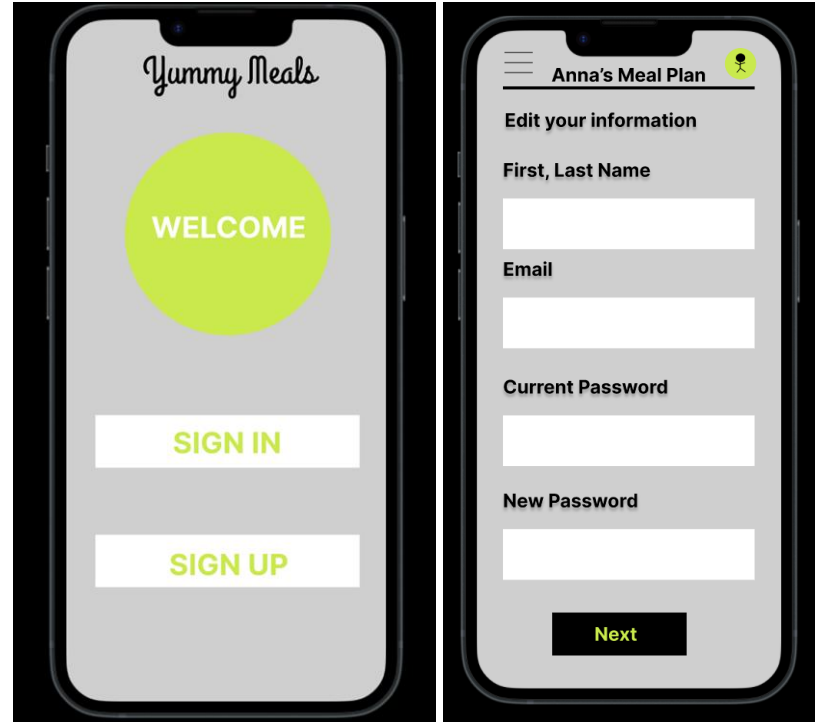 Yummy Meals
WELCOME
SIGN IN
SIGN UP
Anna's Meal Plan
Edit your information
First, Last Name
Email
Current Password
New Password
Next